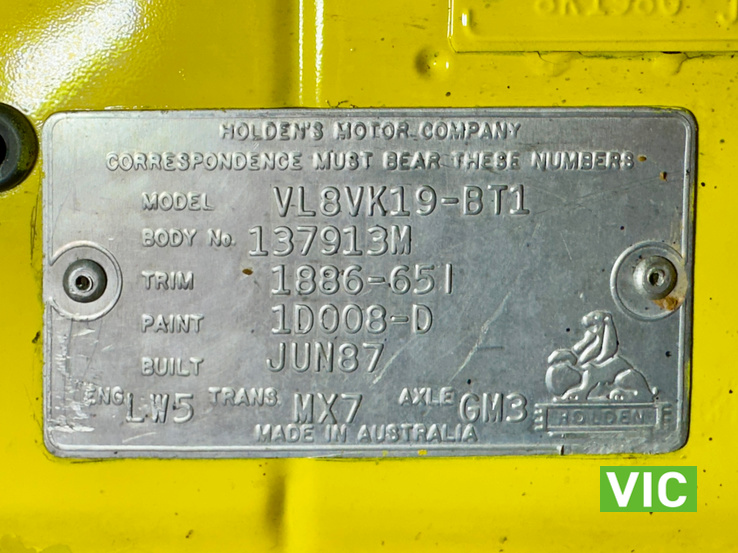 HOLDEN'S MOTOR COMPANY
CORRESPONDENCE MUST BEAR THESE NUMBERS
MODEL VL8VK19-BT1
BODY No. 137913M
TRIM 1886-65I
PAINT 1D008-D
BUILT JUN87
ENG LW5 TRANS MX7 AXLE GM3
HOLDEN
MADE IN AUSTRALIA
VIC